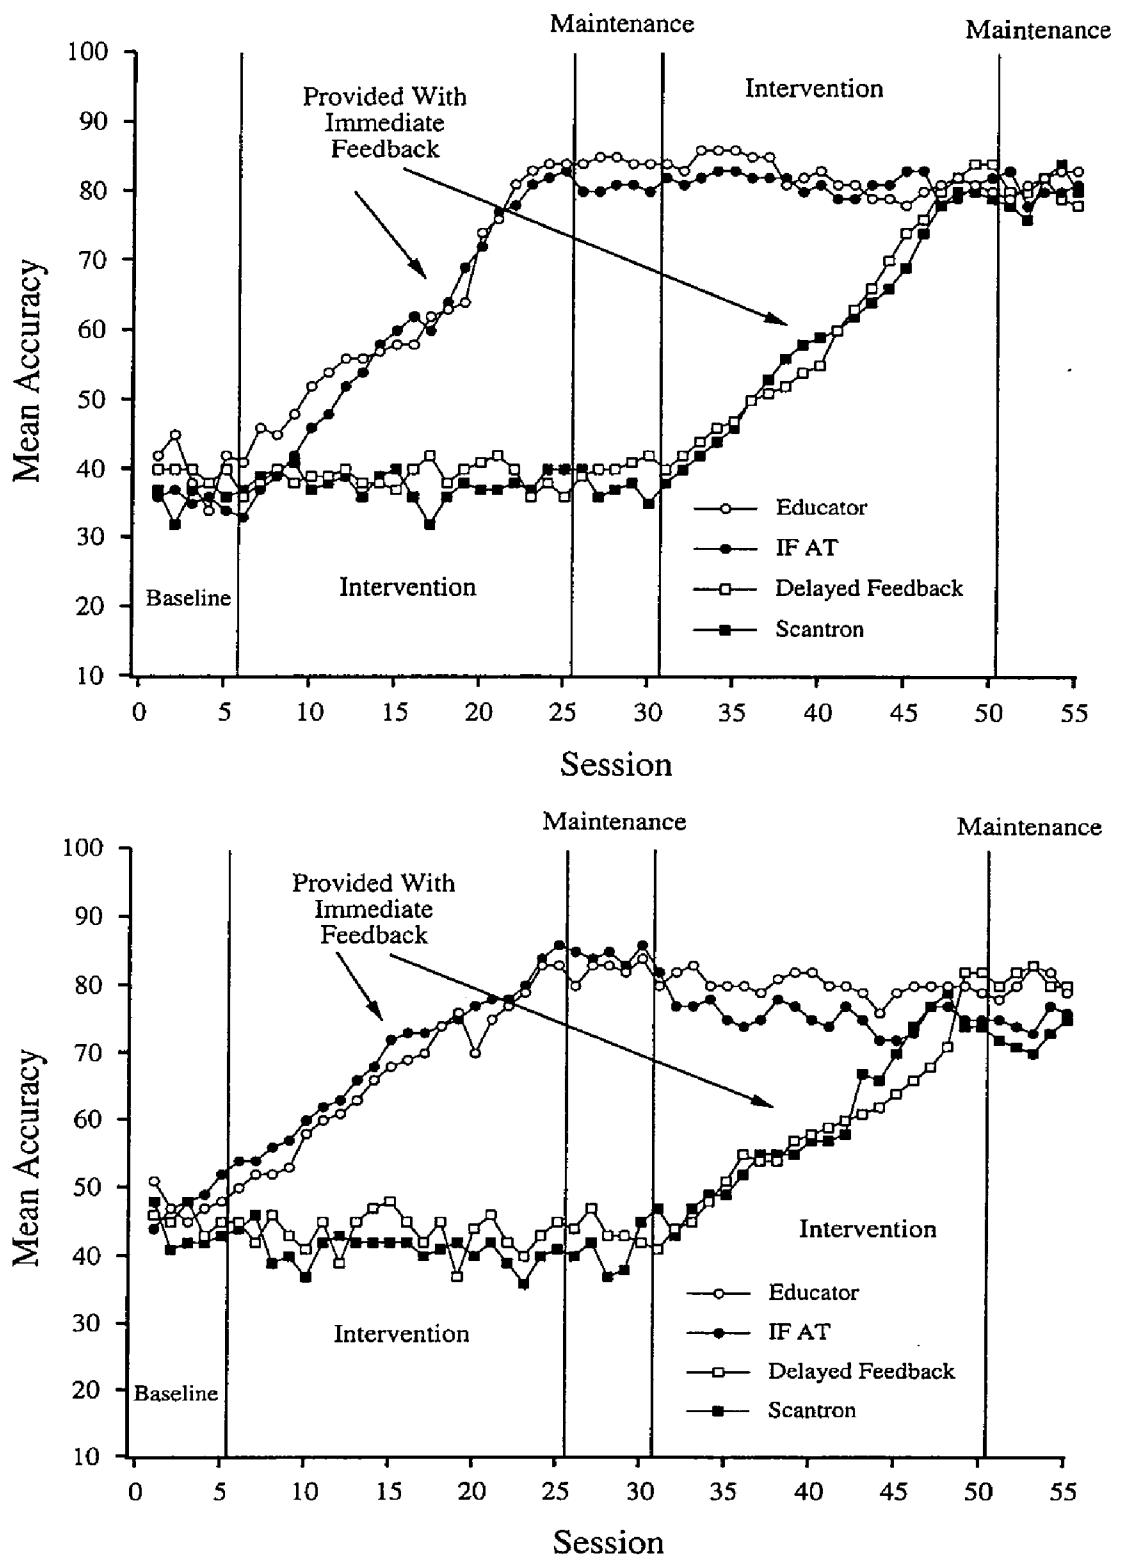 Maintenance
Maintenance
100
Intervention
Provided With
Immediate
Feedback
90
80
70
60
50
40
30
20
10
Mean Accuracy
Educator
IF AT
Delayed Feedback
Scantron
Baseline
Intervention
0 5 10 15 20 25 30 35 40 45 50 55
Session
Maintenance
Maintenance
100
Provided With
Immediate
Feedback
90
80
70
60
50
40
30
20
10
Mean Accuracy
Intervention
Educator
IF AT
Delayed Feedback
Scantron
Intervention
Baseline
0 5 10 15 20 25 30 35 40 45 50 55
Session